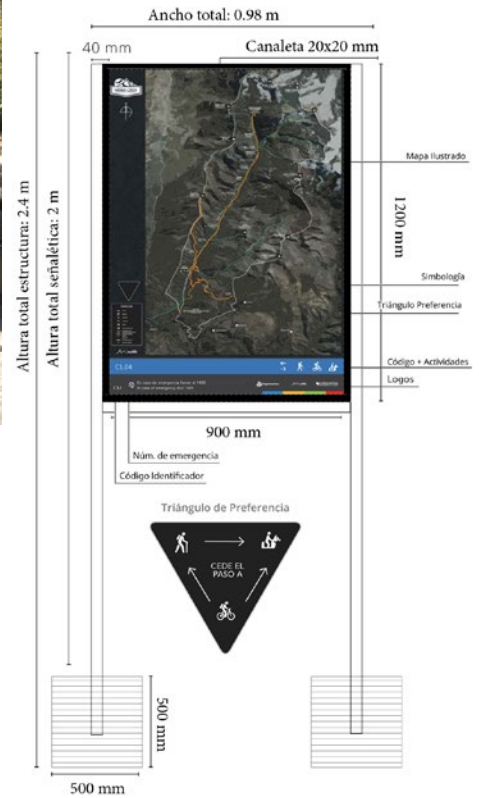 Ancho total: 0.98 m
40 mm
Canaleta 20x20 mm
Altura total estructura: 2.4 m
Altura total señalética: 2 m
Mapa Ilustrado
1200 mm
Simbología
Triángulo Preferencia
C1.04
Código + Actividades
Logos
900 mm
Núm. de emergencia
Código Identificador
Triángulo de Preferencia
CEDE EL
PASO A
500 mm
500 mm